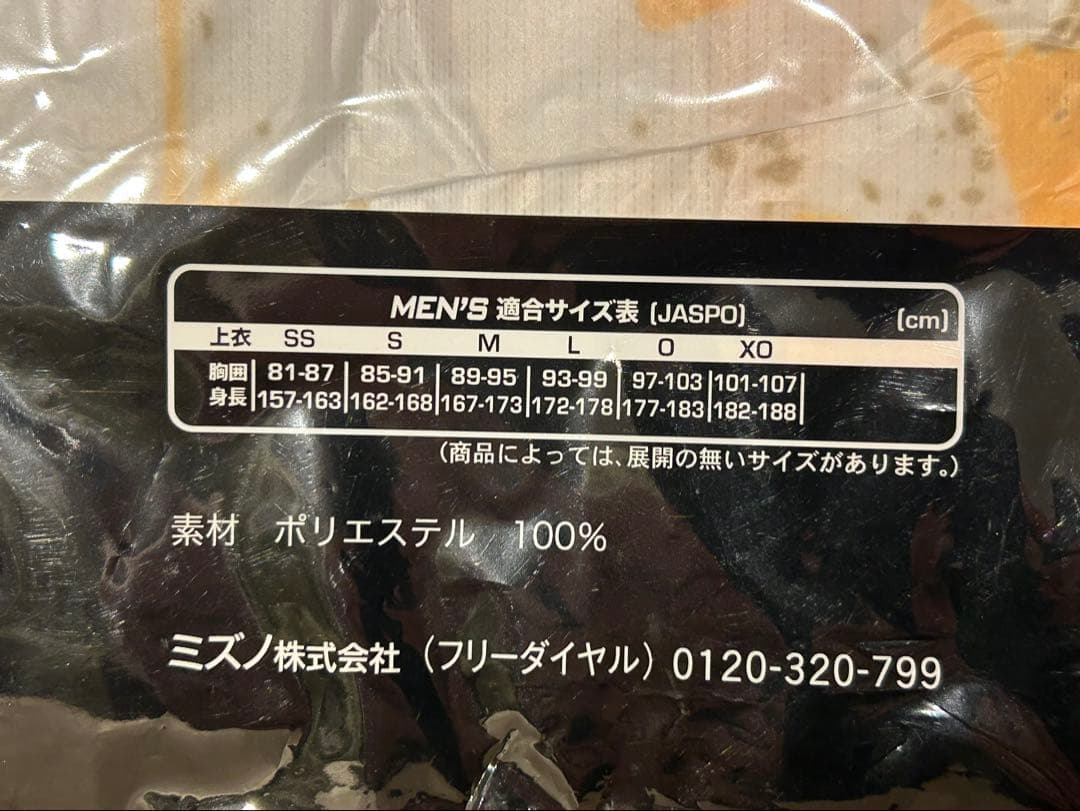 MEN'S 適合サイズ表 [JASPO] [cm]
上衣 SS S M L O XO
胸囲 81-87 85-91 89-95 93-99 97-103 101-107
身長 157-163 162-168 167-173 172-178 177-183 182-188
(商品によっては、展開の無いサイズがあります。)
素材 ポリエステル 100%
ミズノ株式会社 (フリーダイヤル) 0120-320-799